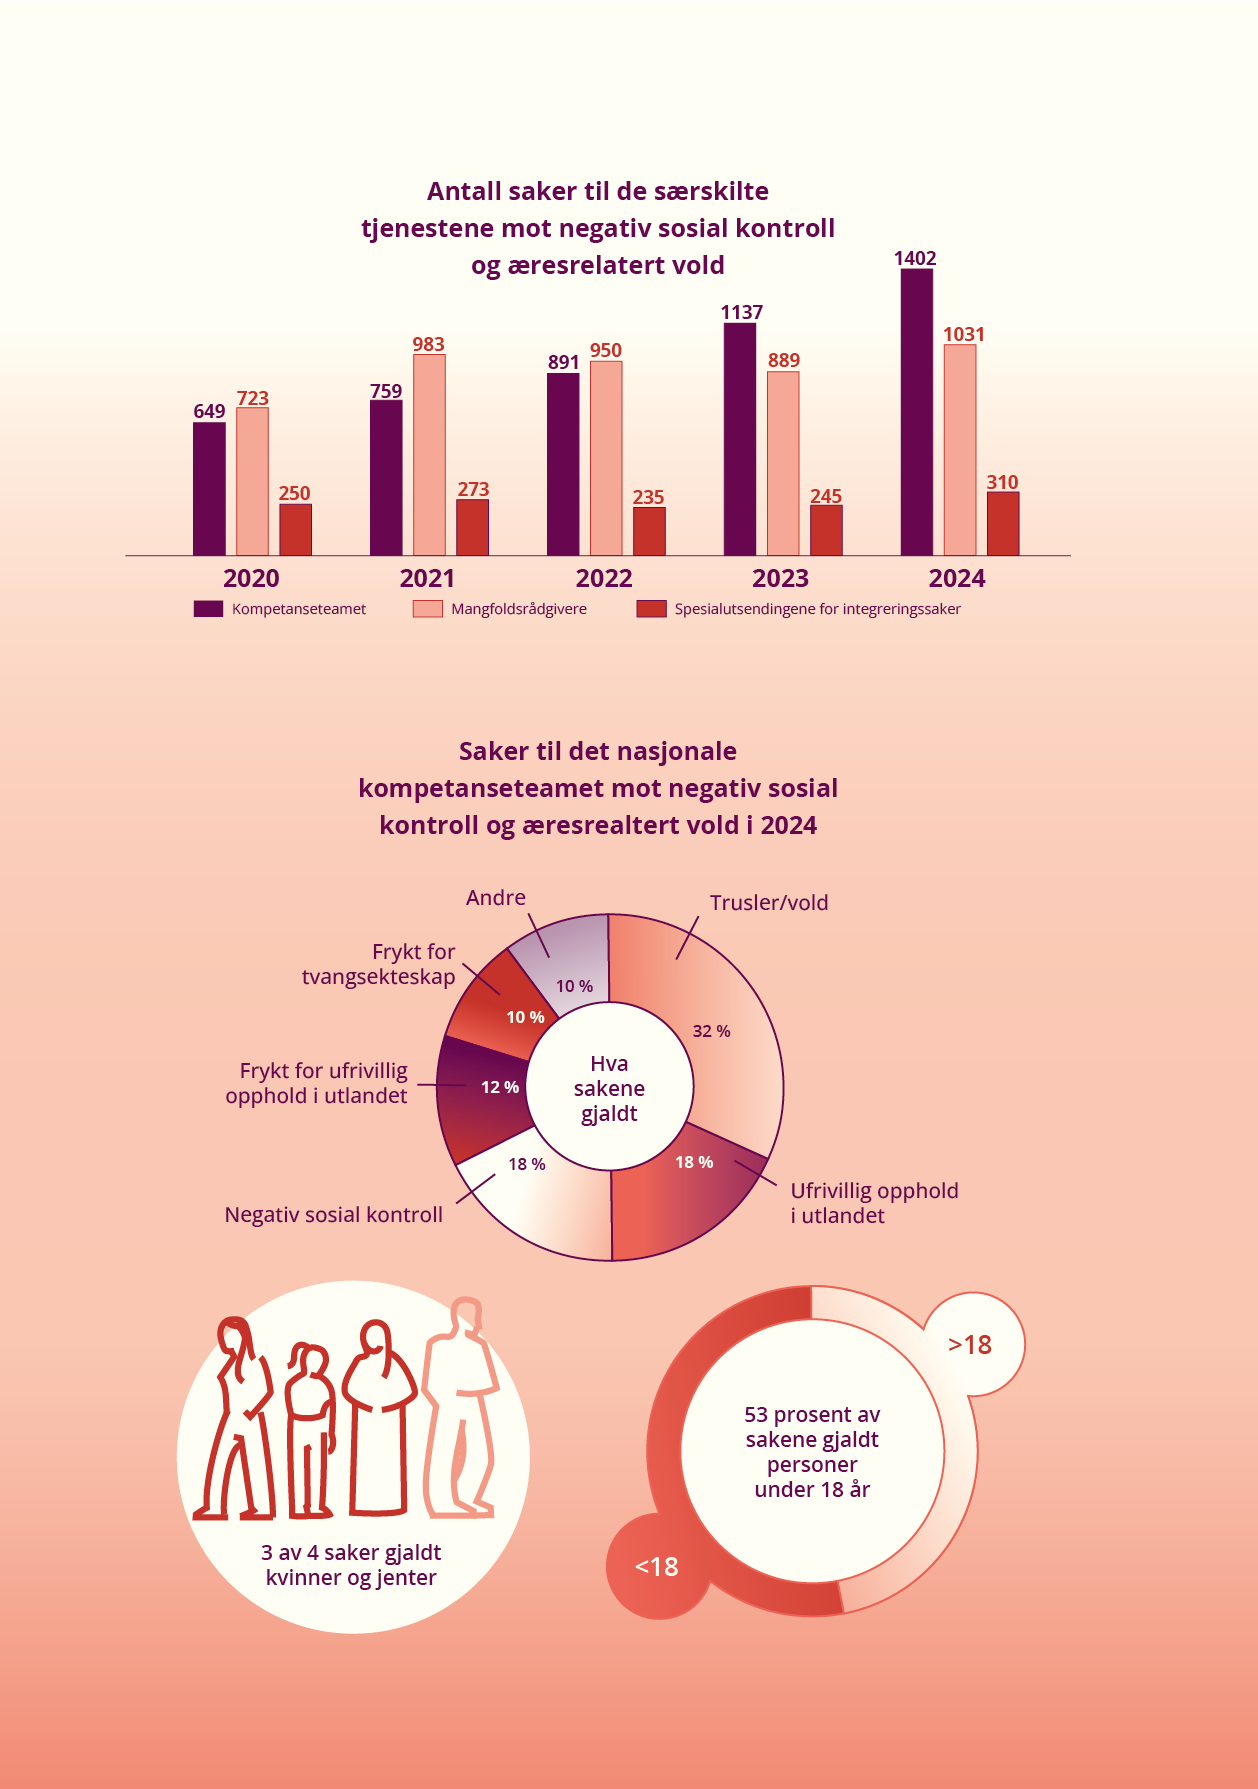 Antall saker til de særskilte
tjenestene mot negativ sosial kontroll
og æresrelatert vold
649 723 250
759 983 273
891 950 235
1137 889 245
1402 1031 310
2020 2021 2022 2023 2024
Kompetanseteamet Mangfoldsrådgivere Spesialutsendingene for integreringssaker
Saker til det nasjonale
kompetanseteamet mot negativ sosial
kontroll og æresrealtert vold i 2024
Andre
10 %
Trusler/vold
32 %
Frykt for
tvangsekteskap
10 %
Frykt for ufrivillig
opphold i utlandet
12 %
Hva
sakene
gjaldt
Negativ sosial kontroll
18 %
Ufrivillig opphold
i utlandet
18 %
3 av 4 saker gjaldt
kvinner og jenter
>18
53 prosent av
sakene gjaldt
personer
under 18 år
<18